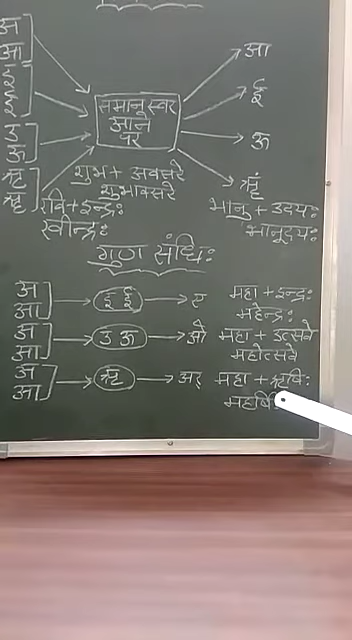 अ
आ
इ
ई
उ
ऊ
ऋ
ॠ
समान स्वर
आने
पर
आ
ई
ऊ
ॠ
शुभ + अवसरे
शुभावसरे
रवि + इन्द्रः
रवीन्द्रः
भानु + उदयः
भानूदयः
गुण संधिः
अ
आ
इ ई
ए
महा + इन्द्रः
महेन्द्रः
अ
आ
उ ऊ
ओ
महा + उत्सवे
महोत्सवे
अ
आ
ऋ
अर्
महा + ऋषिः
महर्षिः